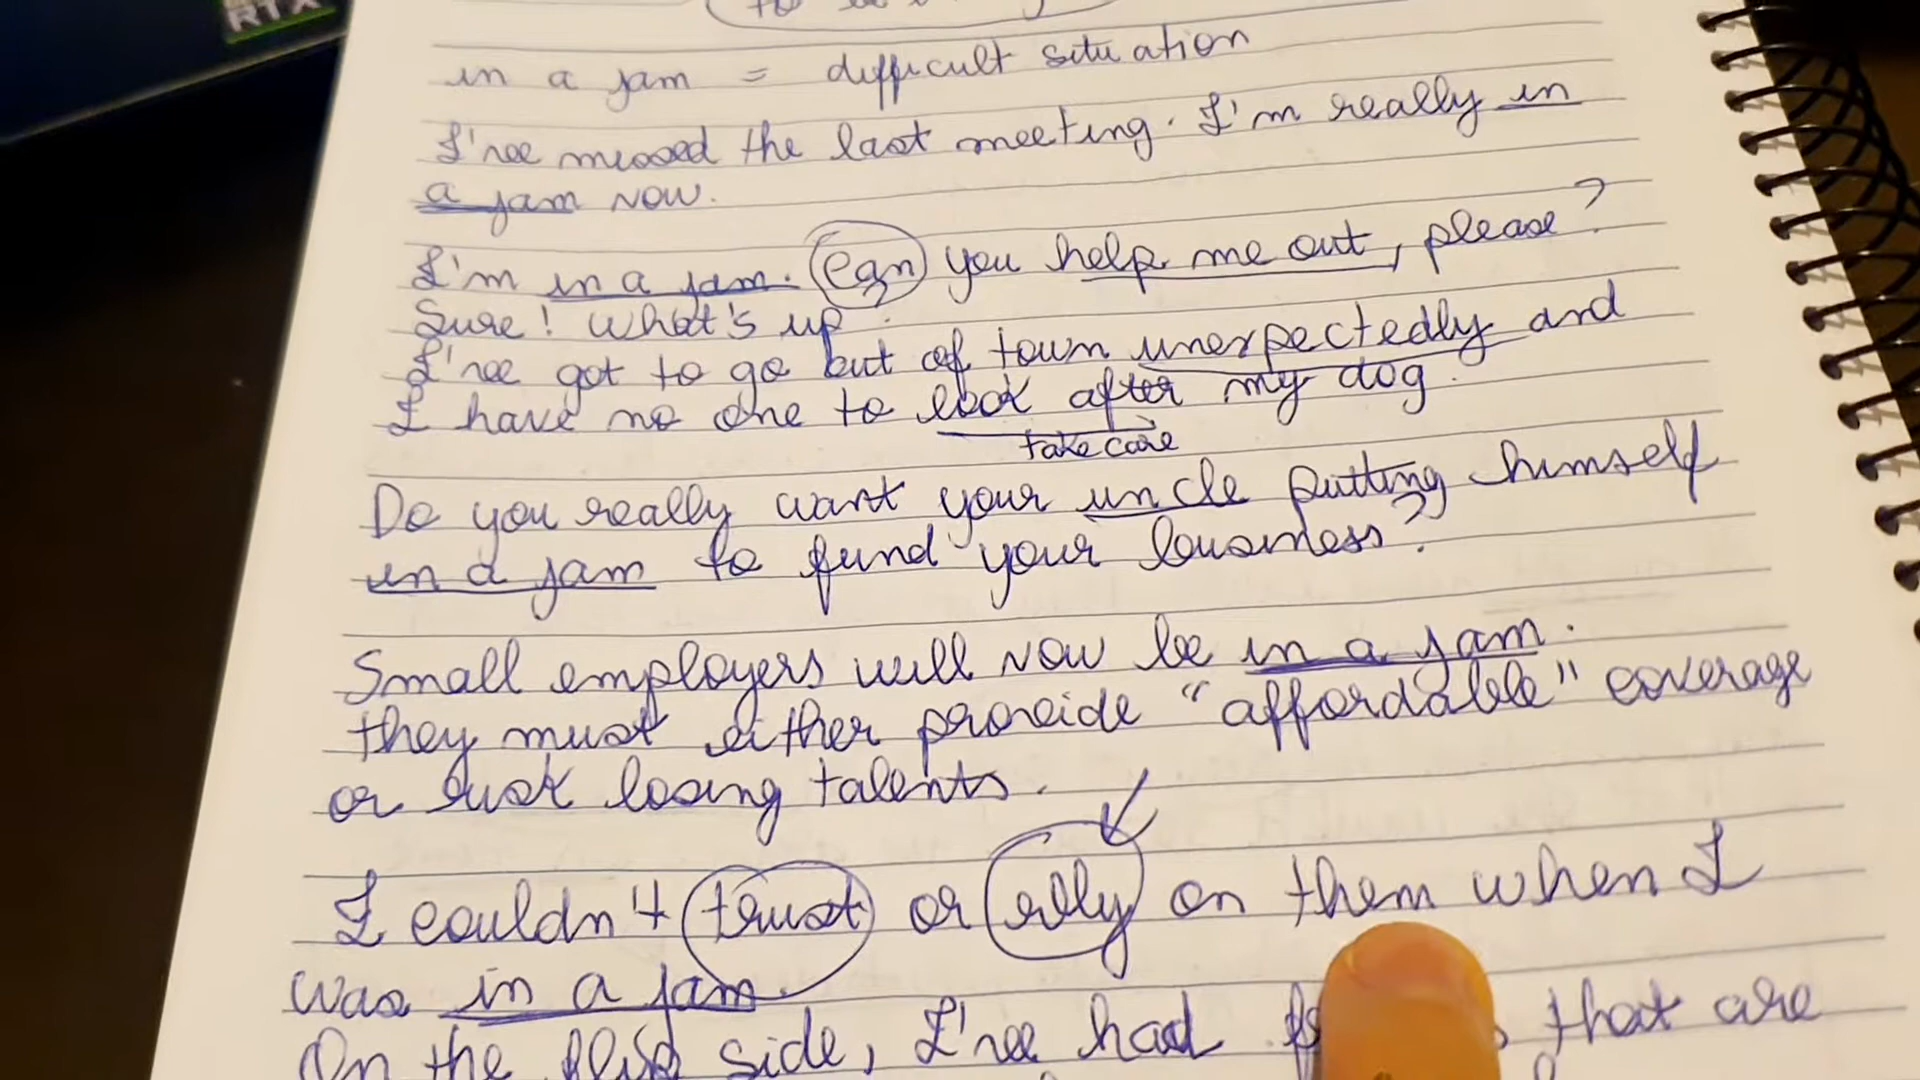 RTX
in a jam = difficult situation
I've missed the last meeting. I'm really in
a jam now.
I'm in a jam. Can you help me out, please?
Sure! What's up?
I've got to go out of town unexpectedly and
I have no one to look after my dog.
take care
Do you really want your uncle putting himself
in a jam to fund your business?
Small employers will now be in a jam.
they must either provide "affordable" coverage
or risk losing talents.
I couldn't trust or rely on them when I
was in a jam.
On the flip side, I've had that are